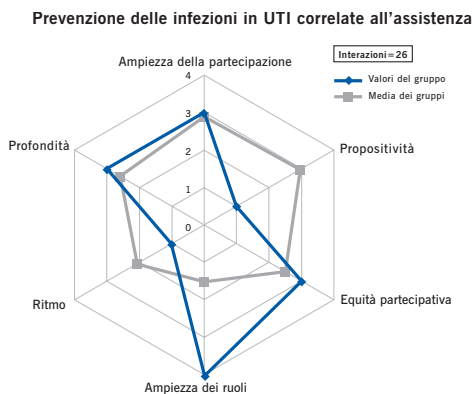 Prevenzione delle infezioni in UTI correlate all'assistenza
Interazioni=26
Valori del gruppo
Media dei gruppi
Ampiezza della partecipazione
4
3
2
1
0
Profondità
Propositività
Ritmo
Equità partecipativa
Ampiezza dei ruoli